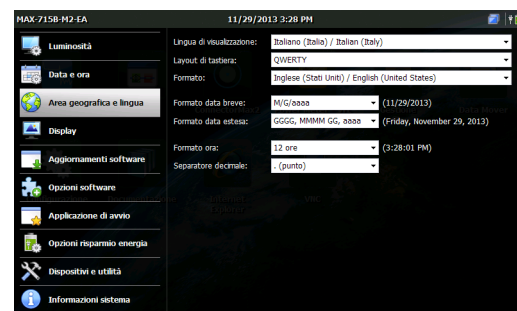 MAX-715B-M2-EA 11/29/2013 3:28 PM
Luminosità
Data e ora
Area geografica e lingua
Display
Aggiornamenti software
Opzioni software
Applicazione di avvio
Opzioni risparmio energia
Dispositivi e utilità
Informazioni sistema
Lingua di visualizzazione: Italiano (Italia) / Italian (Italy)
Layout di tastiera: QWERTY
Formato: Inglese (Stati Uniti) / English (United States)
Formato data breve: M/G/aaaa (11/29/2013)
Formato data estesa: GGGG, MMMM GG, aaaa (Friday, November 29, 2013)
Formato ora: 12 ore (3:28:01 PM)
Separatore decimale: . (punto)